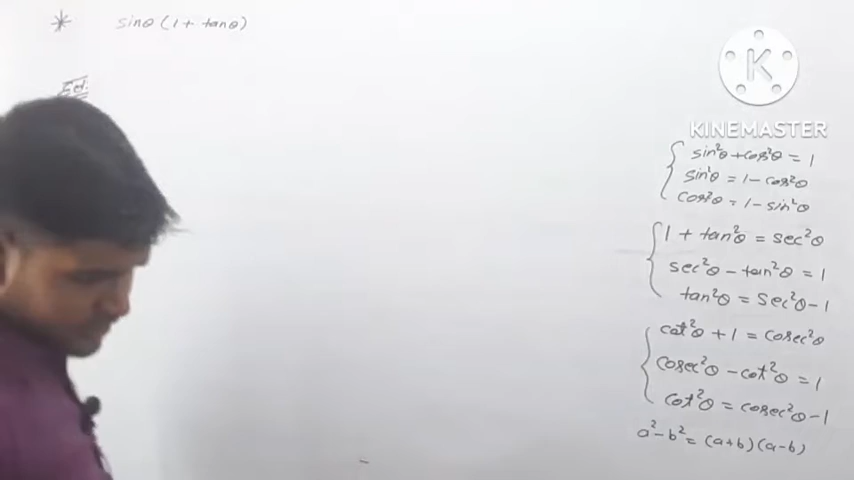 * sinθ (1 + tanθ)
Sol:
K
KINEMASTER
sin²θ + cos²θ = 1
sin²θ = 1 - cos²θ
cos²θ = 1 - sin²θ
1 + tan²θ = sec²θ
sec²θ - tan²θ = 1
tan²θ = sec²θ - 1
cot²θ + 1 = cosec²θ
cosec²θ - cot²θ = 1
cot²θ = cosec²θ - 1
a² - b² = (a+b) (a-b)